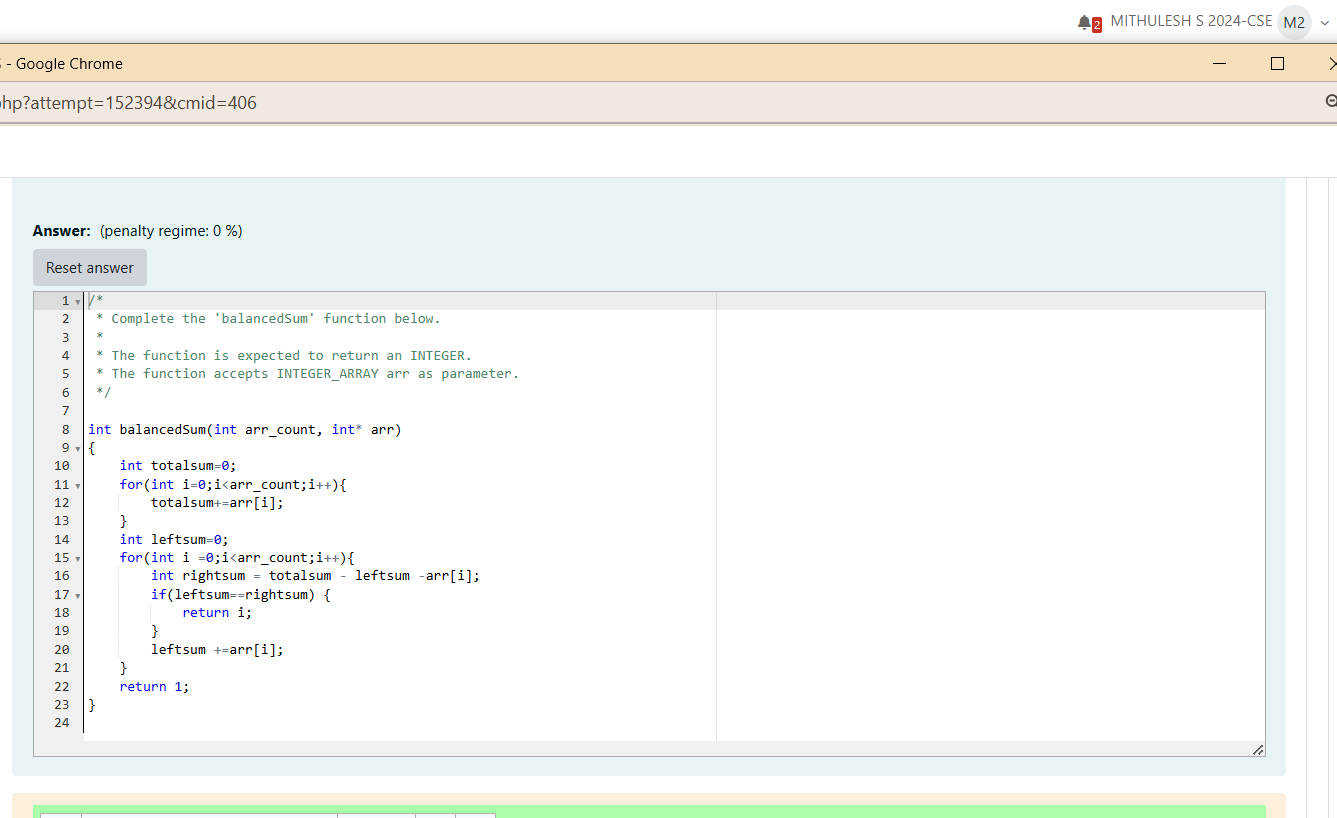 2 MITHULESH S 2024-CSE M2
- Google Chrome
hp?attempt=152394&cmid=406
Answer: (penalty regime: 0 %)
Reset answer
1 /*
2  * Complete the 'balancedSum' function below.
3  *
4  * The function is expected to return an INTEGER.
5  * The function accepts INTEGER_ARRAY arr as parameter.
6  */
7
8 int balancedSum(int arr_count, int* arr)
9 {
10     int totalsum=0;
11     for(int i=0;i<arr_count;i++){
12         totalsum+=arr[i];
13     }
14     int leftsum=0;
15     for(int i =0;i<arr_count;i++){
16         int rightsum = totalsum - leftsum -arr[i];
17         if(leftsum==rightsum) {
18             return i;
19         }
20         leftsum +=arr[i];
21     }
22     return 1;
23 }
24